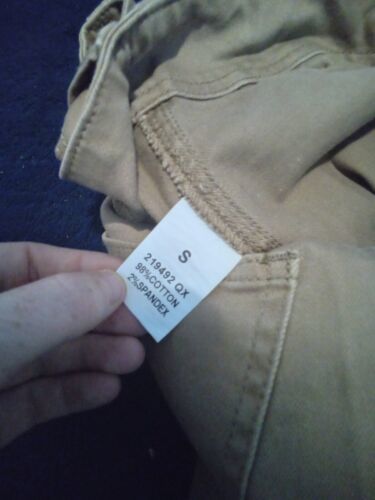 S
219492 QX
98%COTTON
2%SPANDEX